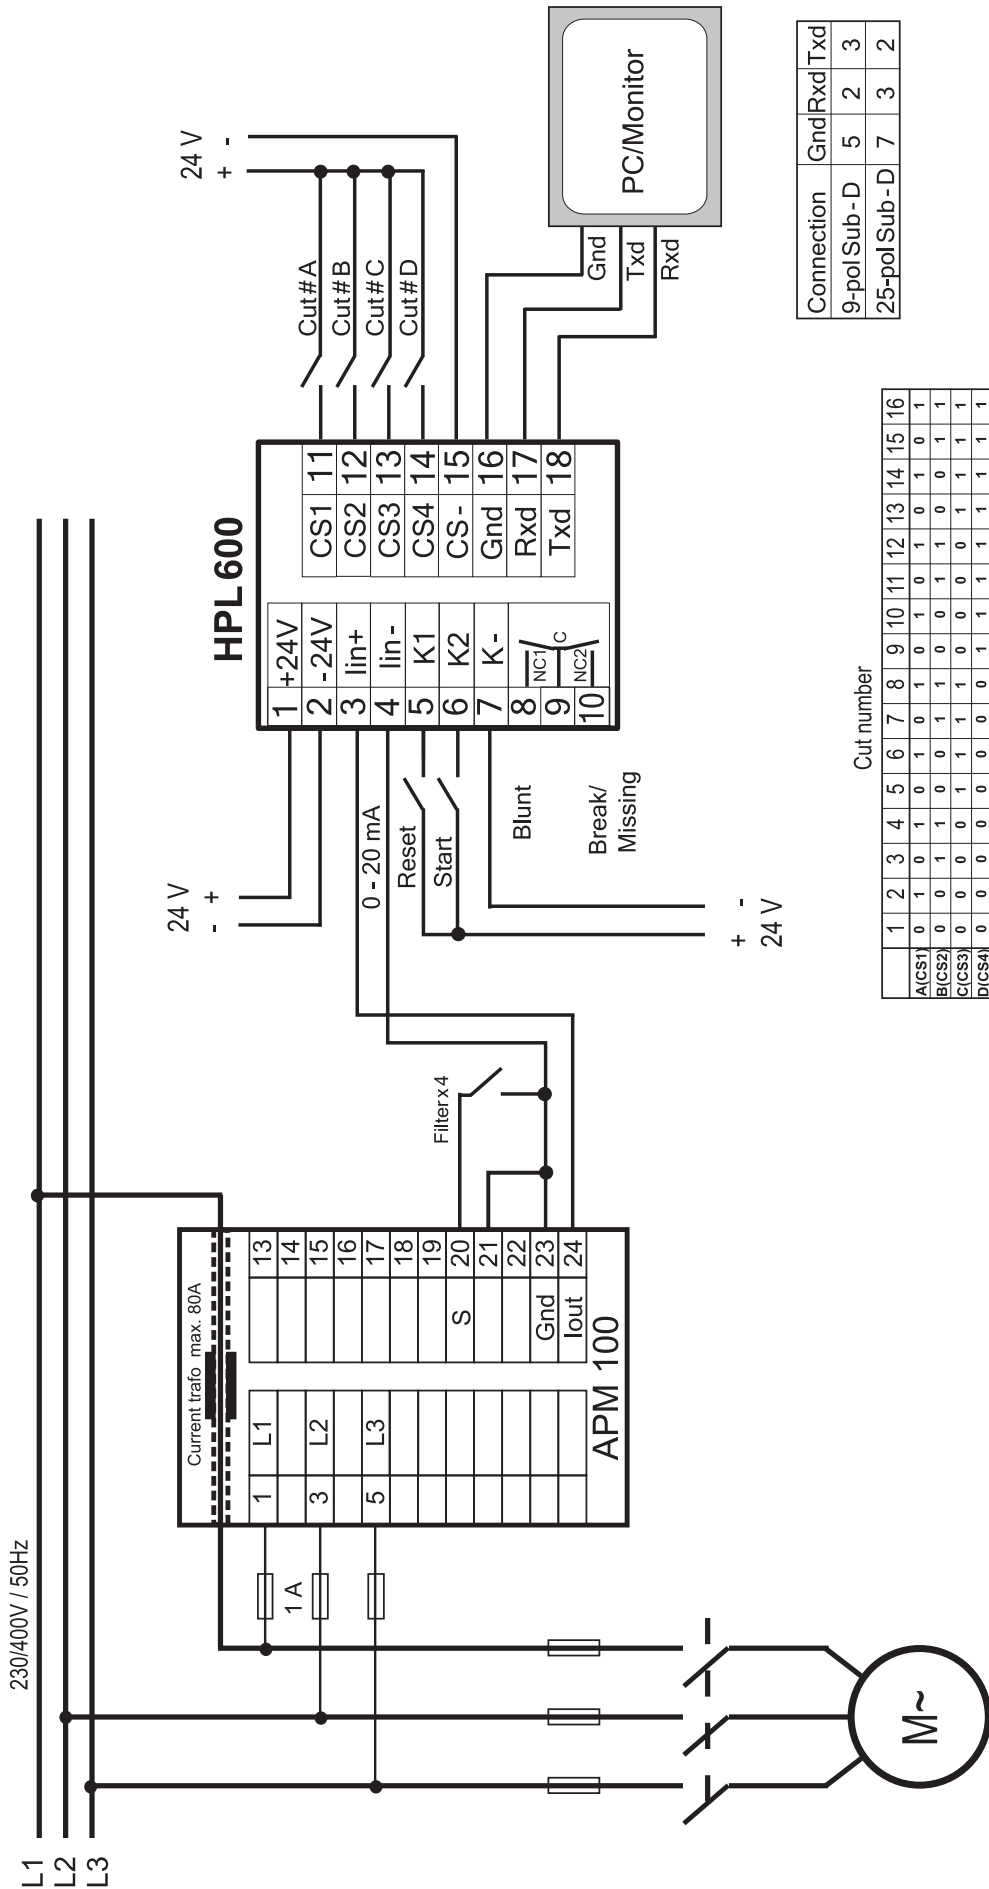 230/400V / 50Hz
L1
L2
L3
Current trafo max. 80A
1 L1 13
14
3 L2 15
16
5 L3 17
18
19
S 20
21
22
Gnd 23
Iout 24
APM 100
1 A
M~
Filter x 4
24 V
- +
0 - 20 mA
Reset
Start
Blunt
Break/
Missing
+ -
24 V
HPL 600
1 +24V
2 -24V
3 Iin+
4 Iin-
5 K1
6 K2
7 K-
8 NC1
9 C
10 NC2
CS1 11
CS2 12
CS3 13
CS4 14
CS- 15
Gnd 16
Rxd 17
Txd 18
24 V
+ -
Cut # A
Cut # B
Cut # C
Cut # D
Gnd
Txd
Rxd
PC/Monitor
Connection Gnd Rxd Txd
9-pol Sub-D 5 2 3
25-pol Sub-D 7 3 2
Cut number
1 2 3 4 5 6 7 8 9 10 11 12 13 14 15 16
A(CS1) 0 1 0 1 0 1 0 1 0 1 0 1 0 1 0 1
B(CS2) 0 0 1 1 0 0 1 1 0 0 1 1 0 0 1 1
C(CS3) 0 0 0 0 1 1 1 1 0 0 0 0 1 1 1 1
D(CS4) 0 0 0 0 0 0 0 0 1 1 1 1 1 1 1 1